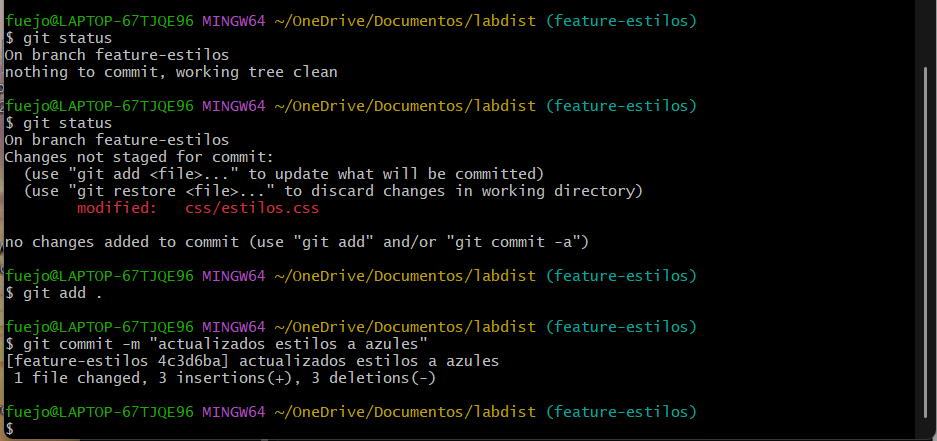 fuejo@LAPTOP-67TJQE96 MINGW64 ~/OneDrive/Documentos/labdist (feature-estilos)
$ git status
On branch feature-estilos
nothing to commit, working tree clean

fuejo@LAPTOP-67TJQE96 MINGW64 ~/OneDrive/Documentos/labdist (feature-estilos)
$ git status
On branch feature-estilos
Changes not staged for commit:
  (use "git add <file>..." to update what will be committed)
  (use "git restore <file>..." to discard changes in working directory)
        modified:   css/estilos.css

no changes added to commit (use "git add" and/or "git commit -a")

fuejo@LAPTOP-67TJQE96 MINGW64 ~/OneDrive/Documentos/labdist (feature-estilos)
$ git add .

fuejo@LAPTOP-67TJQE96 MINGW64 ~/OneDrive/Documentos/labdist (feature-estilos)
$ git commit -m "actualizados estilos a azules"
[feature-estilos 4c3d6ba] actualizados estilos a azules
 1 file changed, 3 insertions(+), 3 deletions(-)

fuejo@LAPTOP-67TJQE96 MINGW64 ~/OneDrive/Documentos/labdist (feature-estilos)
$